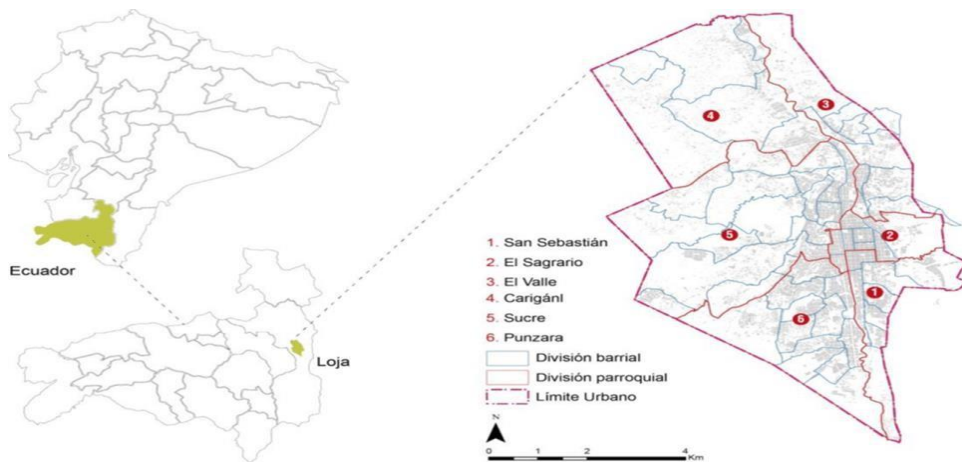 Ecuador
Loja
1. San Sebastián
2. El Sagrario
3. El Valle
4. Carigánl
5. Sucre
6. Punzara
División barrial
División parroquial
Límite Urbano
N
0 1 2 4
Km
4
3
5
2
1
6